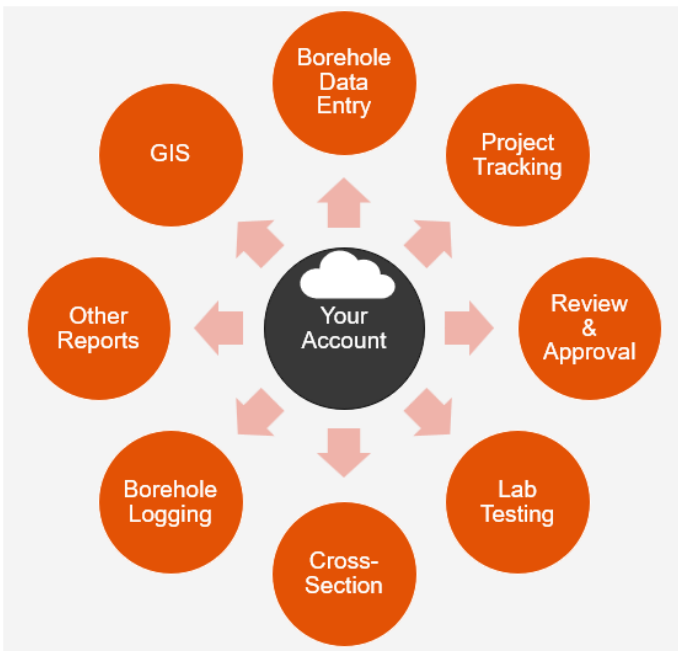 Borehole
Data
Entry
Project
Tracking
Review
&
Approval
Lab
Testing
Cross-
Section
Borehole
Logging
Other
Reports
GIS
Your
Account